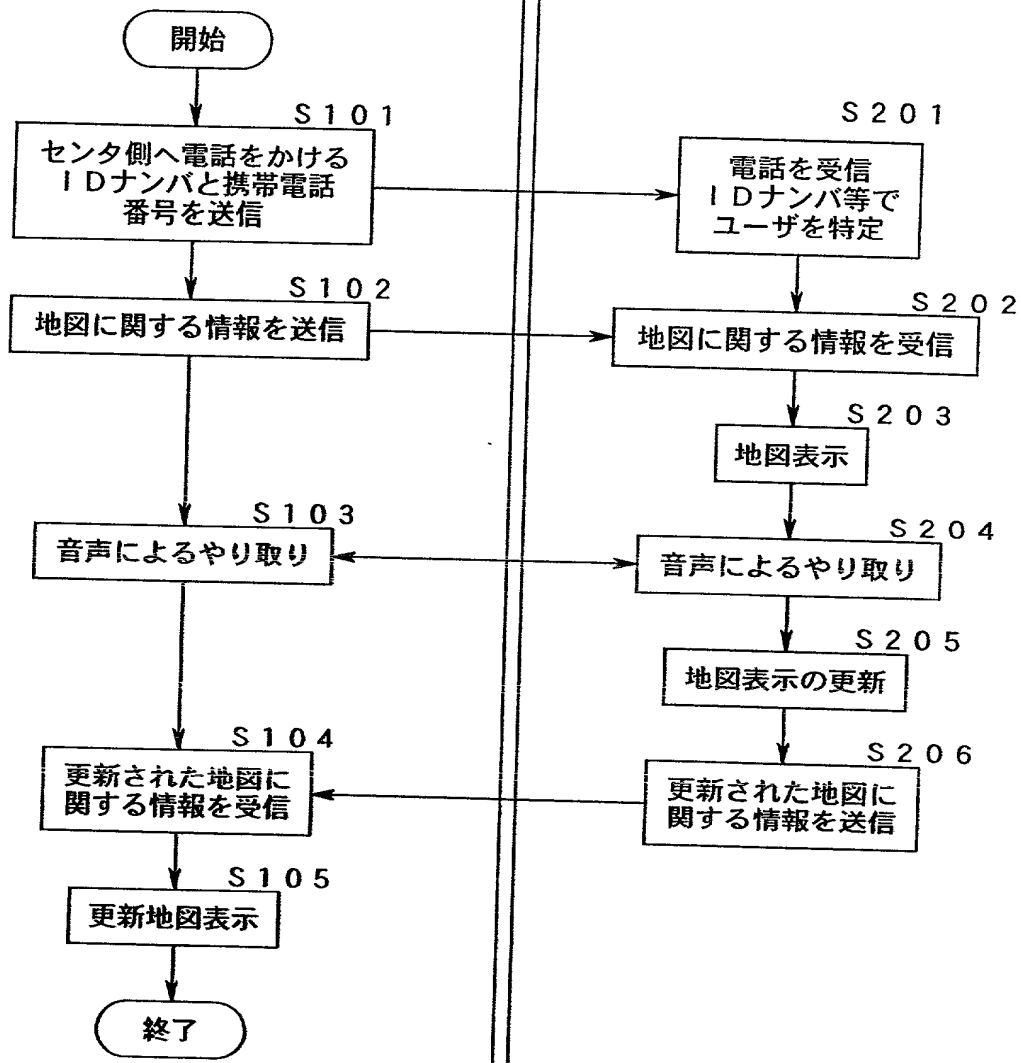 開始
S101
センタ側へ電話をかける
IDナンバと携帯電話
番号を送信
S102
地図に関する情報を送信
S103
音声によるやり取り
S104
更新された地図に
関する情報を受信
S105
更新地図表示
終了
S201
電話を受信
IDナンバ等で
ユーザを特定
S202
地図に関する情報を受信
S203
地図表示
S204
音声によるやり取り
S205
地図表示の更新
S206
更新された地図に
関する情報を送信